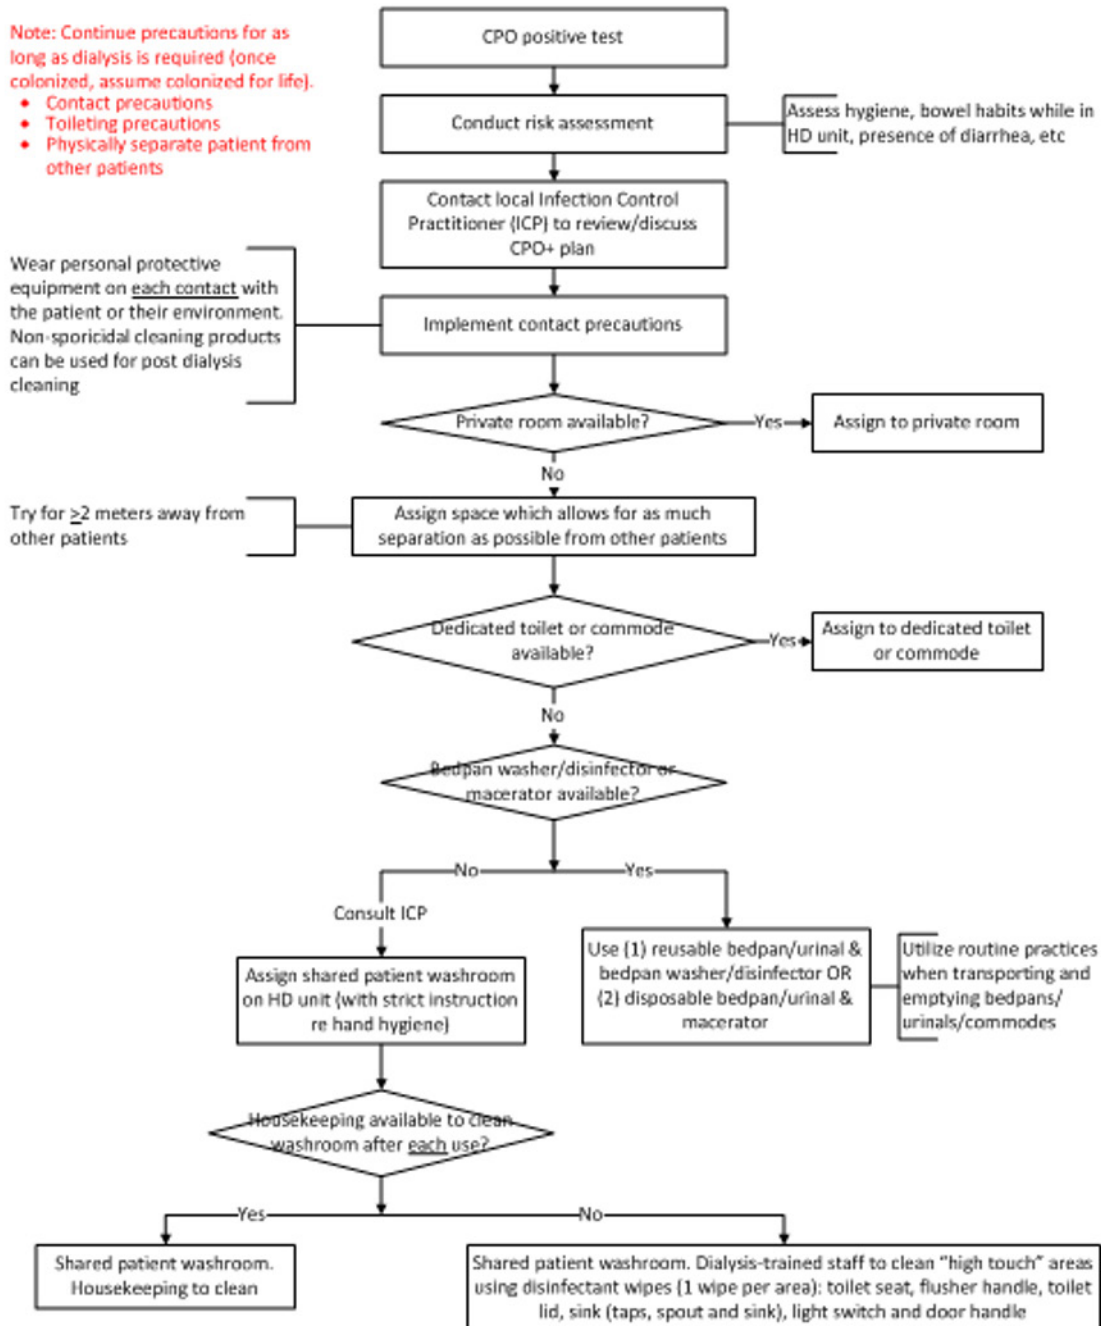 Note: Continue precautions for as
long as dialysis is required (once
colonized, assume colonized for life).
• Contact precautions
• Toileting precautions
• Physically separate patient from
other patients
CPO positive test
Conduct risk assessment
Assess hygiene, bowel habits while in
HD unit, presence of diarrhea, etc
Contact local Infection Control
Practitioner (ICP) to review/discuss
CPO+ plan
Wear personal protective
equipment on each contact with
the patient or their environment.
Non-sporicidal cleaning products
can be used for post dialysis
cleaning
Implement contact precautions
Private room available?
Yes
Assign to private room
No
Try for ≥2 meters away from
other patients
Assign space which allows for as much
separation as possible from other patients
Dedicated toilet or commode
available?
Yes
Assign to dedicated toilet
or commode
No
Bedpan washer/disinfector or
macerator available?
No
Yes
Consult ICP
Assign shared patient washroom
on HD unit (with strict instruction
re hand hygiene)
Use (1) reusable bedpan/urinal &
bedpan washer/disinfector OR
(2) disposable bedpan/urinal &
macerator
Utilize routine practices
when transporting and
emptying bedpans/
urinals/commodes
Housekeeping available to clean
washroom after each use?
Yes
No
Shared patient washroom.
Housekeeping to clean
Shared patient washroom. Dialysis-trained staff to clean "high touch" areas
using disinfectant wipes (1 wipe per area): toilet seat, flusher handle, toilet
lid, sink (taps, spout and sink), light switch and door handle